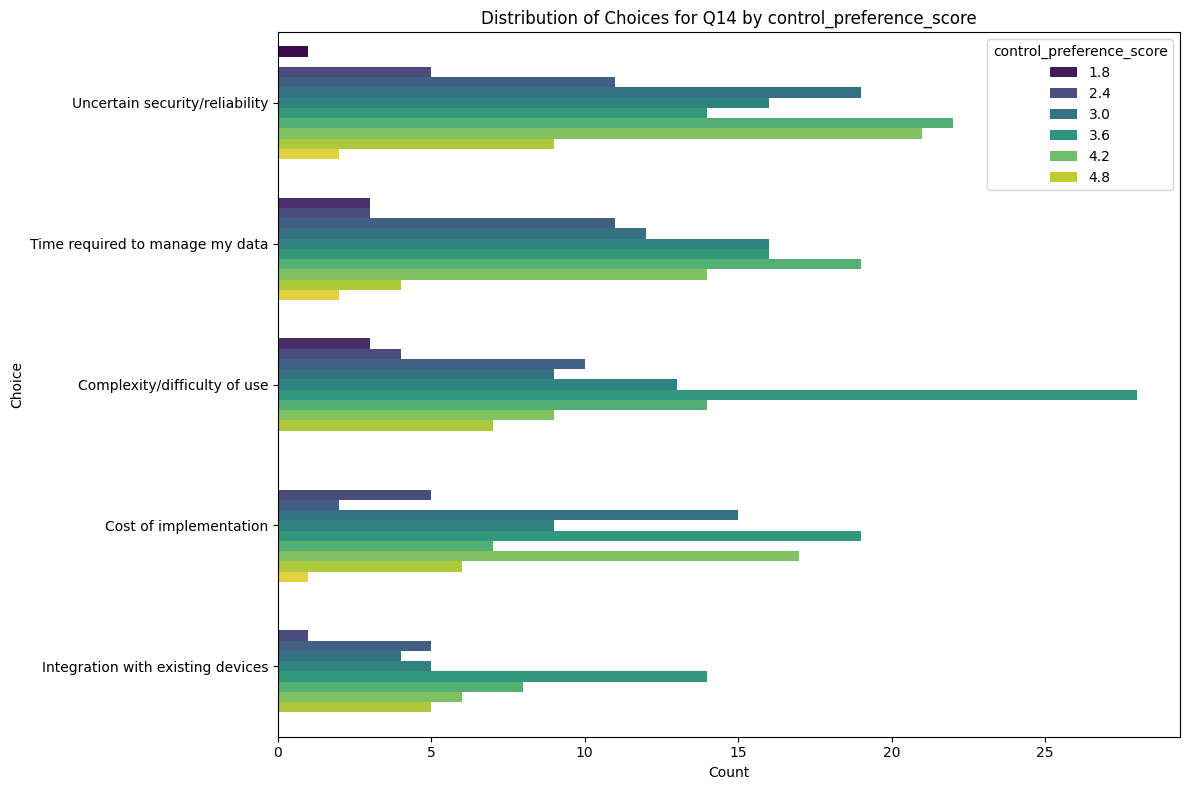 Distribution of Choices for Q14 by control_preference_score
control_preference_score
1.8
2.4
3.0
3.6
4.2
4.8
Choice
Uncertain security/reliability
Time required to manage my data
Complexity/difficulty of use
Cost of implementation
Integration with existing devices
0 5 10 15 20 25
Count